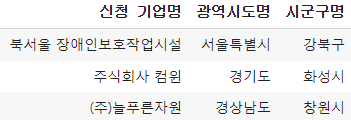 신청 기업명 광역시도명 시군구명
북서울 장애인보호작업시설 서울특별시 강북구
주식회사 컴윈 경기도 화성시
(주)늘푸른자원 경상남도 창원시